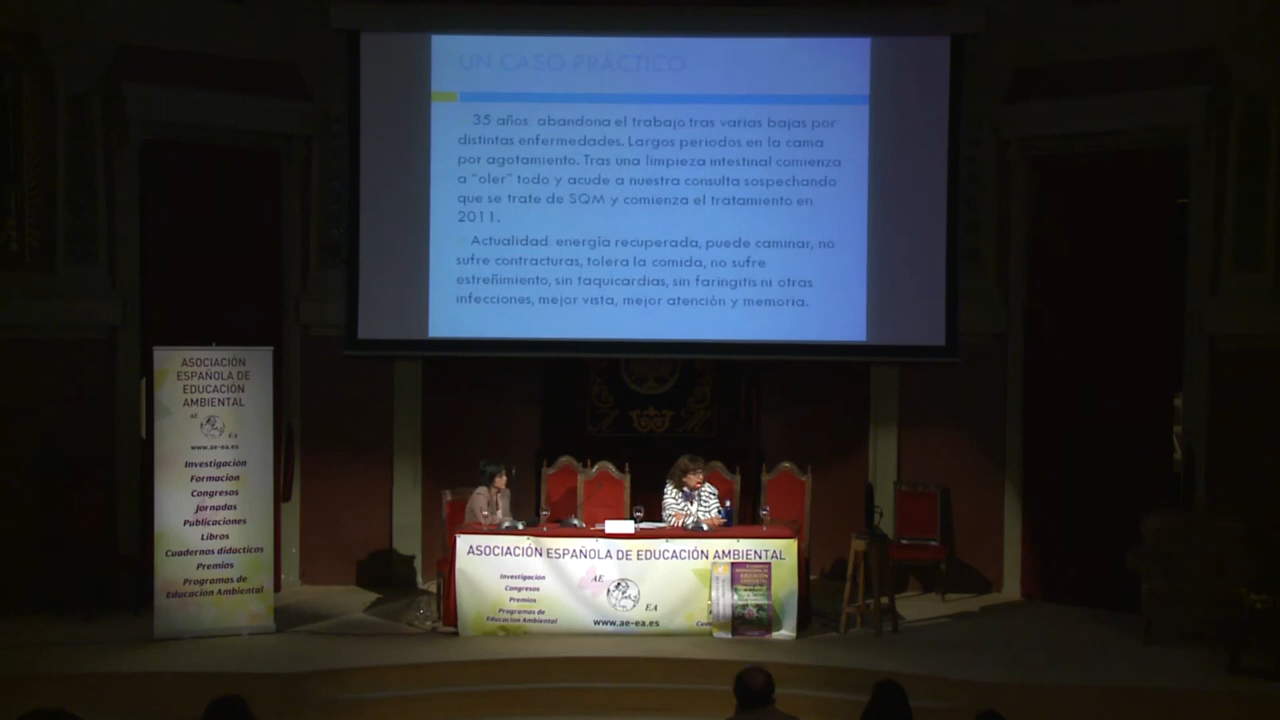 UN CASO PRÁCTICO
35 años abandona el trabajo tras varias bajas por
distintas enfermedades. Largos periodos en la cama
por agotamiento. Tras una limpieza intestinal comienza
a "oler" todo y acude a nuestra consulta sospechando
que se trate de SQM y comienza el tratamiento en
2011.
Actualidad: energía recuperada, puede caminar, no
sufre contracturas, tolera la comida, no sufre
estreñimiento, sin taquicardias, sin faringitis ni otras
infecciones, mejor vista, mejor atención y memoria.
ASOCIACIÓN
ESPAÑOLA DE
EDUCACIÓN
AMBIENTAL
AE
EA
www.ae-ea.es
Investigación
Formacion
Congresos
Jornadas
Publicaciones
Libros
Cuadernos didacticos
Premios
Programas de
Educacion Ambiental
ASOCIACIÓN ESPAÑOLA DE EDUCACIÓN AMBIENTAL
Investigación
Congresos
Premios
Programas de
Educacion Ambiental
AE
EA
www.ae-ea.es
EDUCACIÓN
AMBIENTAL